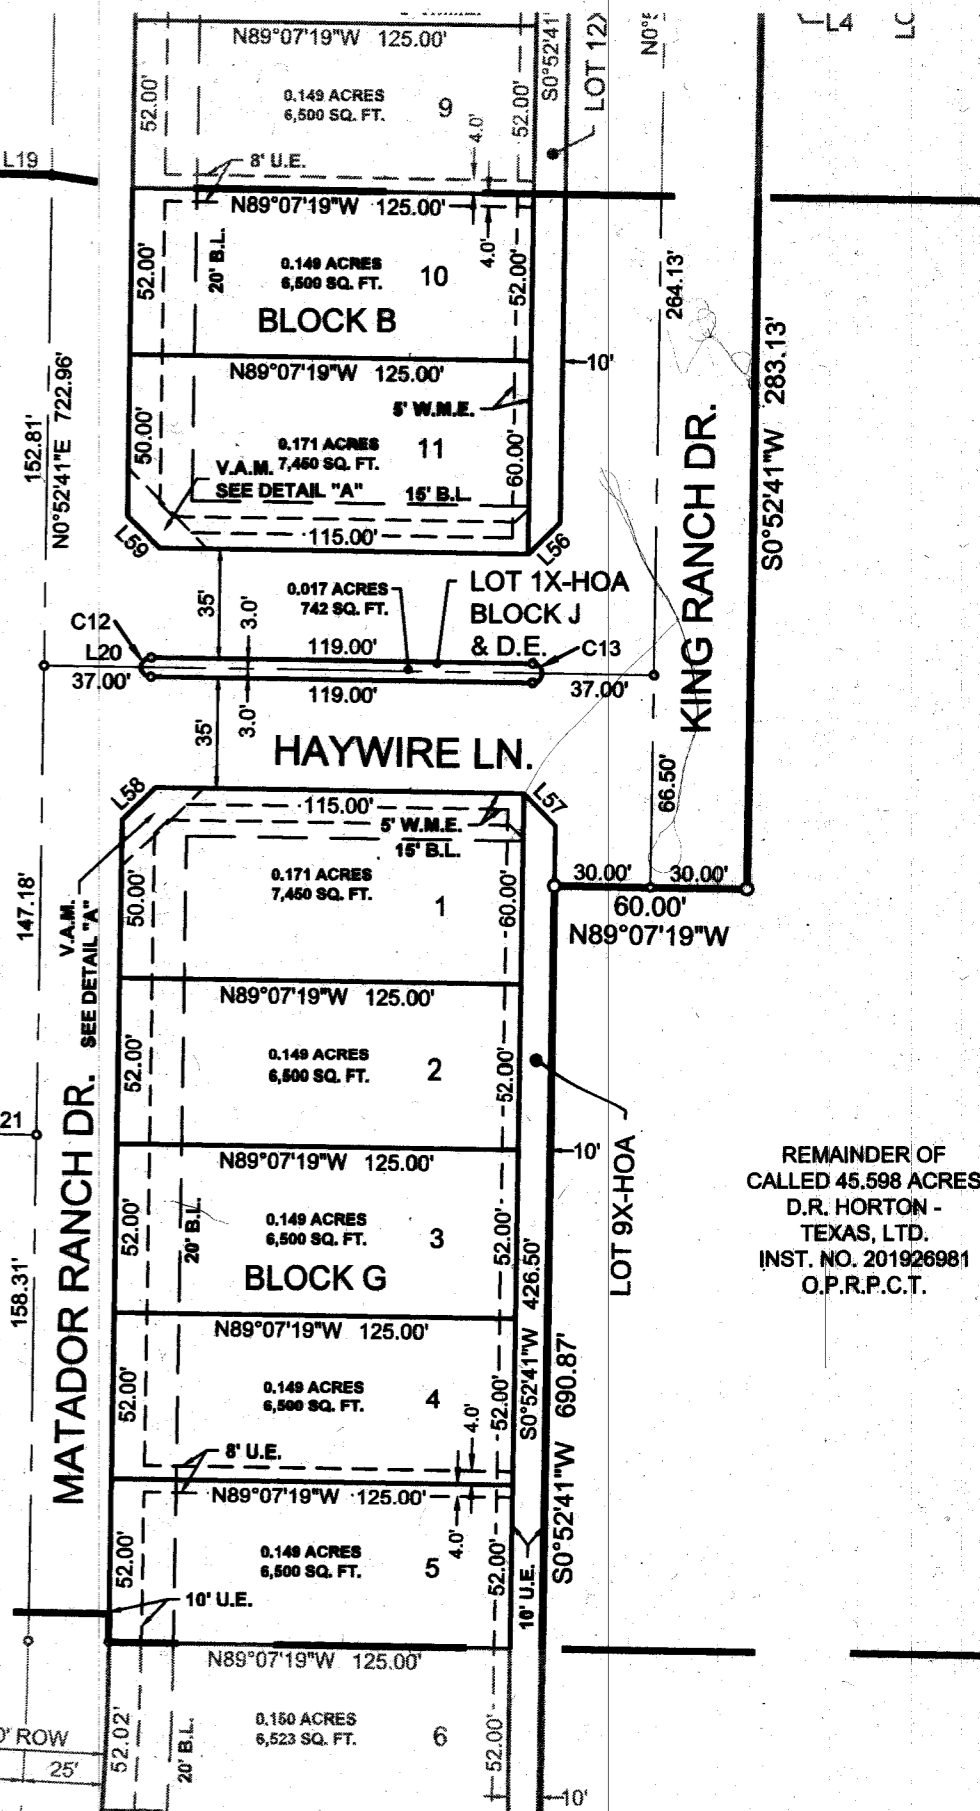 N89°07'19"W 125.00'
S0°52'41"
LOT 12X
L4
52.00'
0.149 ACRES
6,500 SQ. FT.
9
4.0'
52.00'
L19
8' U.E.
N89°07'19"W 125.00'
52.00'
20' B.L.
0.149 ACRES
6,500 SQ. FT.
10
4.0'
52.00'
264.13'
BLOCK B
N89°07'19"W 125.00'
10'
S0°52'41"W 283.13'
152.81'
N0°52'41"E 722.96'
50.00'
5' W.M.E.
0.171 ACRES
7,450 SQ. FT.
11
60.00'
V.A.M.
SEE DETAIL "A"
15' B.L.
KING RANCH DR.
L59
115.00'
L56
35'
3.0'
0.017 ACRES
742 SQ. FT.
LOT 1X-HOA
BLOCK J
& D.E.
C12
119.00'
C13
L20
37.00'
119.00'
37.00'
35'
3.0'
HAYWIRE LN.
66.50'
L58
115.00'
L57
5' W.M.E.
15' B.L.
0.171 ACRES
7,450 SQ. FT.
1
50.00'
60.00'
30.00' 30.00'
60.00'
N89°07'19"W
147.18'
V.A.M.
SEE DETAIL "A"
N89°07'19"W 125.00'
52.00'
0.149 ACRES
6,500 SQ. FT.
2
52.00'
21
MATADOR RANCH DR.
N89°07'19"W 125.00'
10'
LOT 9X-HOA
REMAINDER OF
CALLED 45.598 ACRES
D.R. HORTON -
TEXAS, LTD.
INST. NO. 201926981
O.P.R.P.C.T.
52.00'
20' B.L.
0.149 ACRES
6,500 SQ. FT.
3
52.00'
BLOCK G
S0°52'41"W 426.50'
158.31'
N89°07'19"W 125.00'
S0°52'41"W 690.87'
52.00'
0.149 ACRES
6,500 SQ. FT.
4
52.00'
4.0'
8' U.E.
N89°07'19"W 125.00'
52.00'
0.149 ACRES
6,500 SQ. FT.
5
4.0'
52.00'
10' U.E.
10' U.E.
N89°07'19"W 125.00'
0' ROW
25'
52.02'
20' B.L.
0.150 ACRES
6,523 SQ. FT.
6
52.00'
10'